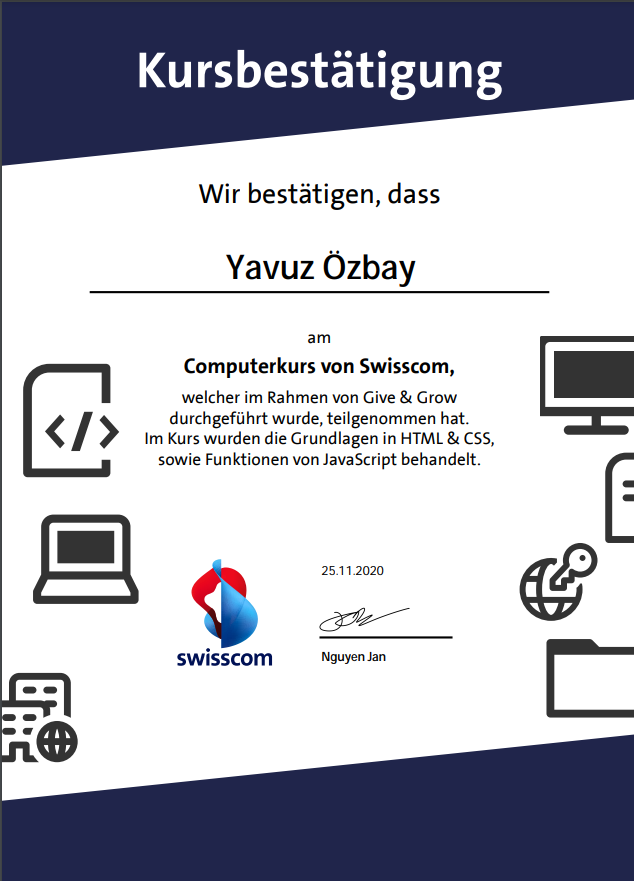 Kursbestätigung
Wir bestätigen, dass
Yavuz Özbay
am
Computerkurs von Swisscom,
welcher im Rahmen von Give & Grow
durchgeführt wurde, teilgenommen hat.
Im Kurs wurden die Grundlagen in HTML & CSS,
sowie Funktionen von JavaScript behandelt.
</>
swisscom
25.11.2020
Nguyen Jan